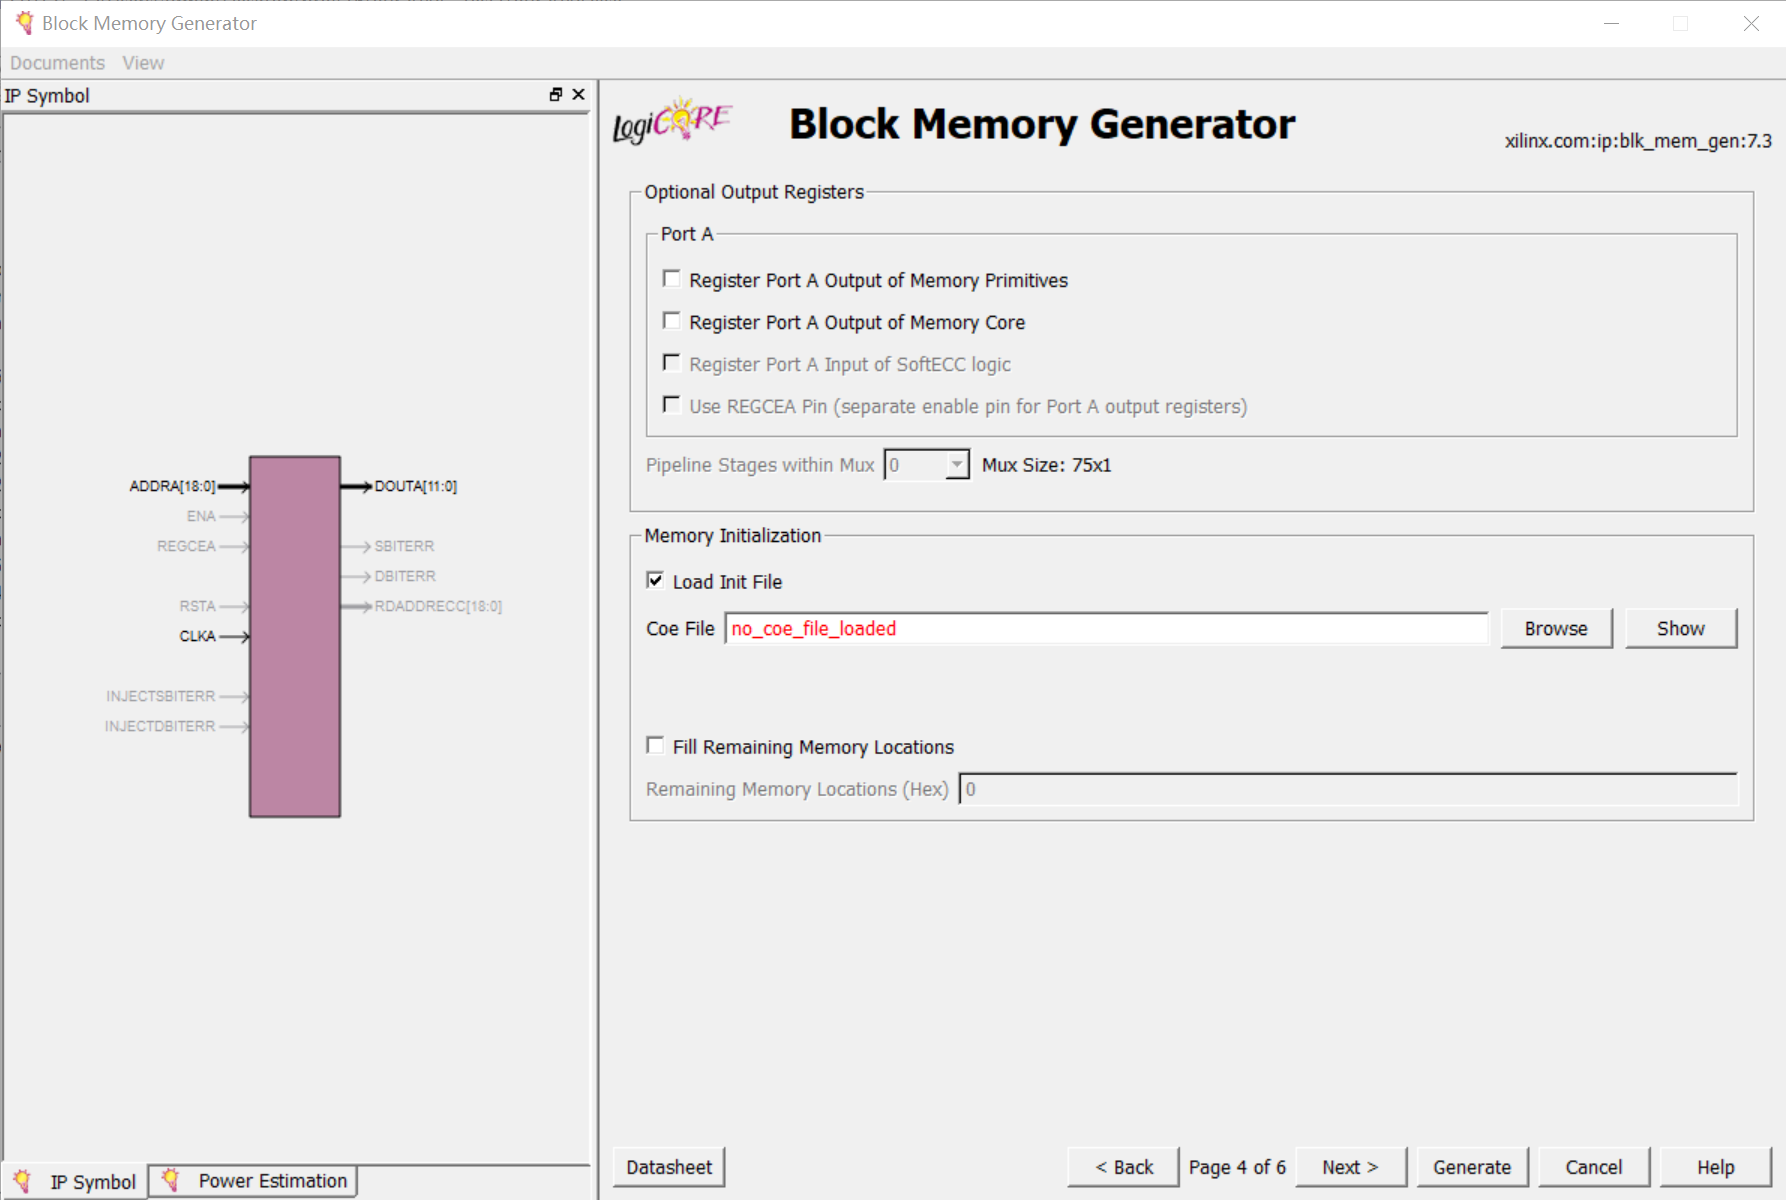 Block Memory Generator
Documents View
IP Symbol
ADDRA[18:0]
DOUTA[11:0]
ENA
REGCEA
SBITERR
DBITERR
RSTA
RDADDRECC[18:0]
CLKA
INJECTSBITERR
INJECTDBITERR
IP Symbol
Power Estimation
LogiCORE
Block Memory Generator
xilinx.com:ip:blk_mem_gen:7.3
Optional Output Registers
Port A
Register Port A Output of Memory Primitives
Register Port A Output of Memory Core
Register Port A Input of SoftECC logic
Use REGCEA Pin (separate enable pin for Port A output registers)
Pipeline Stages within Mux 0 Mux Size: 75x1
Memory Initialization
Load Init File
Coe File no_coe_file_loaded Browse Show
Fill Remaining Memory Locations
Remaining Memory Locations (Hex) 0
Datasheet < Back Page 4 of 6 Next > Generate Cancel Help